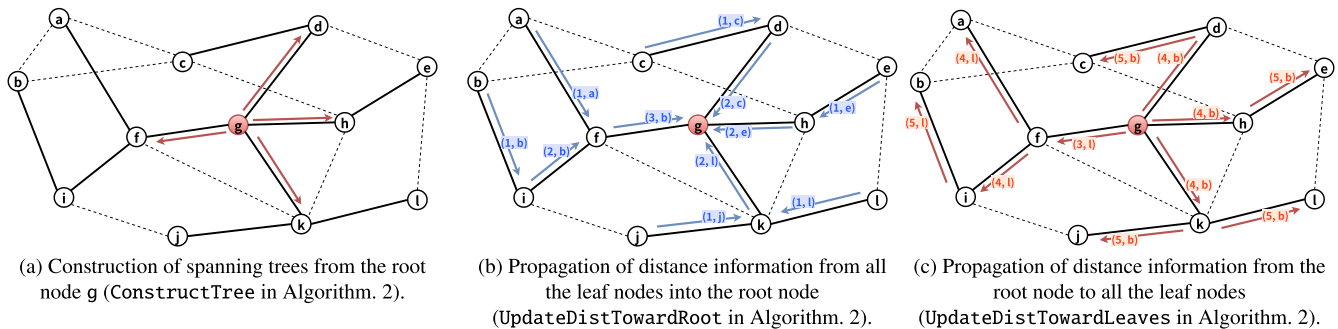 a
d
c
e
b
g
h
f
i
l
k
j
(a) Construction of spanning trees from the root
node g (ConstructTree in Algorithm. 2).
a
(1, c)
d
c
e
b
(1, a)
(2, c)
(1, e)
(3, b)
g
h
(2, e)
f
(1, b)
(2, b)
(2, l)
i
(1, l)
l
(1, j)
k
j
(b) Propagation of distance information from all
the leaf nodes into the root node
(UpdateDistTowardRoot in Algorithm. 2).
a
d
(4, l)
c
(5, b)
(4, b)
e
b
(5, b)
(4, b)
(5, l)
g
h
f
(3, l)
(4, l)
(4, b)
i
l
k
(5, b)
j
(5, b)
(c) Propagation of distance information from the
root node to all the leaf nodes
(UpdateDistTowardLeaves in Algorithm. 2).